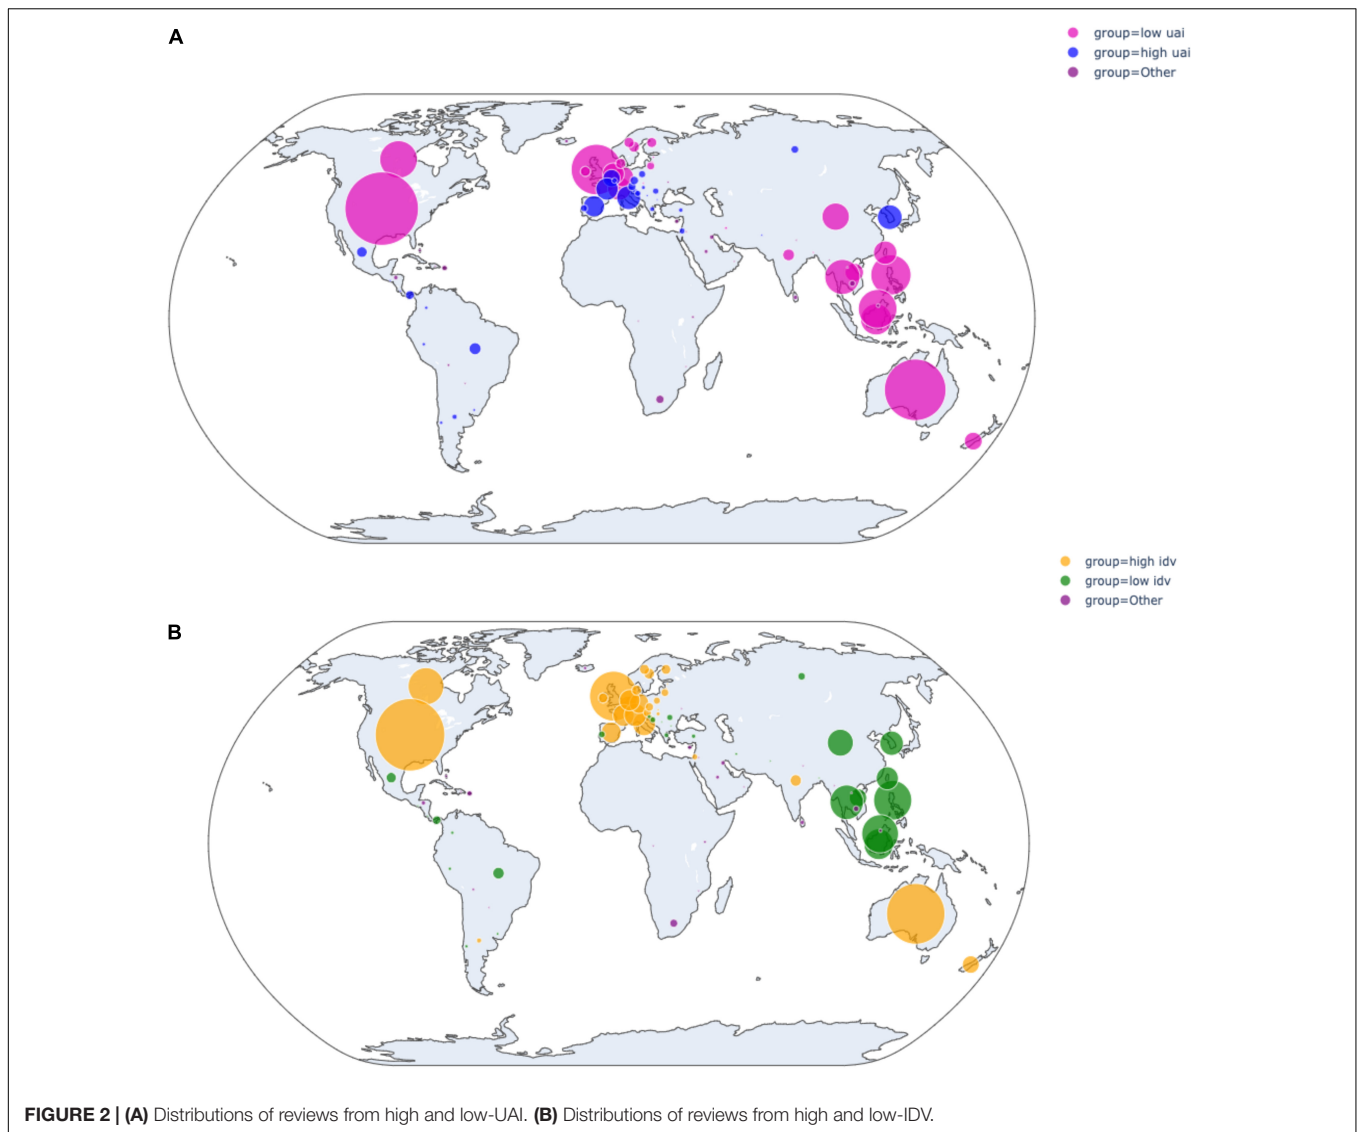 A
group=low uai
group=high uai
group=Other
group=high idv
group=low idv
group=Other
B
FIGURE 2 | (A) Distributions of reviews from high and low-UAI. (B) Distributions of reviews from high and low-IDV.